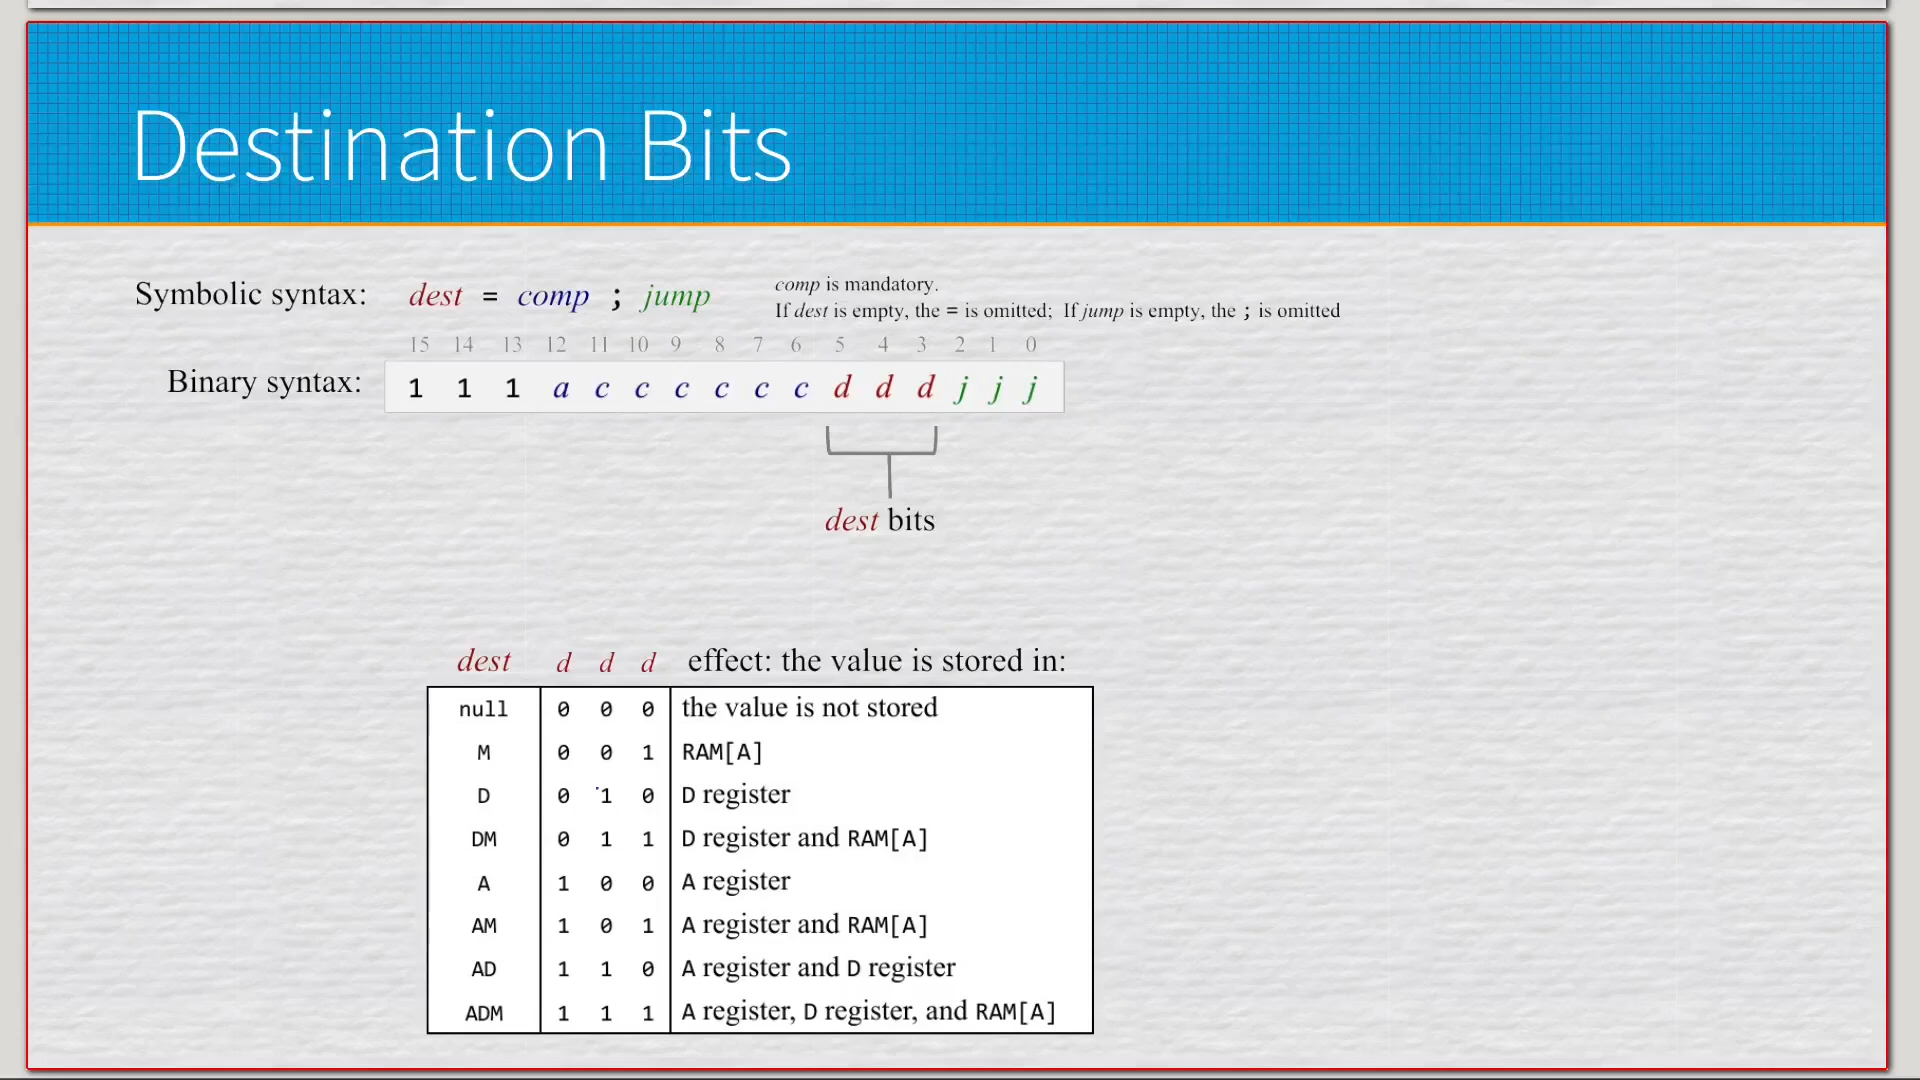 Destination Bits
Symbolic syntax: dest = comp ; jump
comp is mandatory.
If dest is empty, the = is omitted; If jump is empty, the ; is omitted
15 14 13 12 11 10 9 8 7 6 5 4 3 2 1 0
Binary syntax: 1 1 1 a c c c c c c d d d j j j
dest bits
dest d d d effect: the value is stored in:
null 0 0 0 the value is not stored
M 0 0 1 RAM[A]
D 0 1 0 D register
DM 0 1 1 D register and RAM[A]
A 1 0 0 A register
AM 1 0 1 A register and RAM[A]
AD 1 1 0 A register and D register
ADM 1 1 1 A register, D register, and RAM[A]